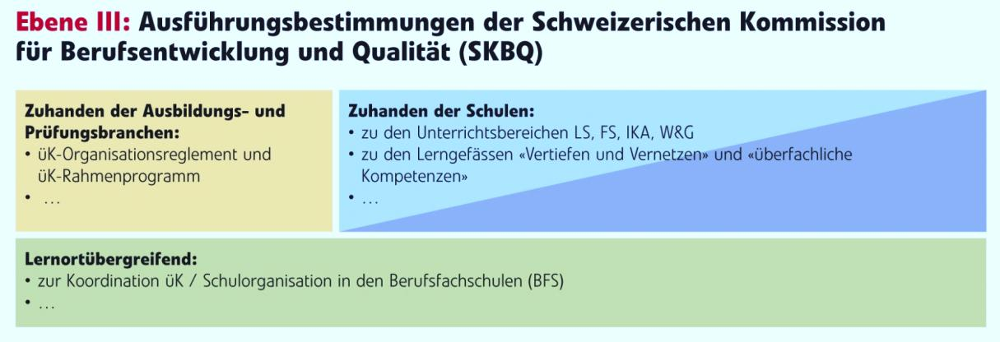 Ebene III: Ausführungsbestimmungen der Schweizerischen Kommission
für Berufsentwicklung und Qualität (SKBQ)
Zuhanden der Ausbildungs- und
Prüfungsbranchen:
• üK-Organisationsreglement und
üK-Rahmenprogramm
• ...
Zuhanden der Schulen:
• zu den Unterrichtsbereichen LS, FS, IKA, W&G
• zu den Lerngefässen «Vertiefen und Vernetzen» und «überfachliche
Kompetenzen»
• ...
Lernortübergreifend:
• zur Koordination üK / Schulorganisation in den Berufsfachschulen (BFS)
• ...